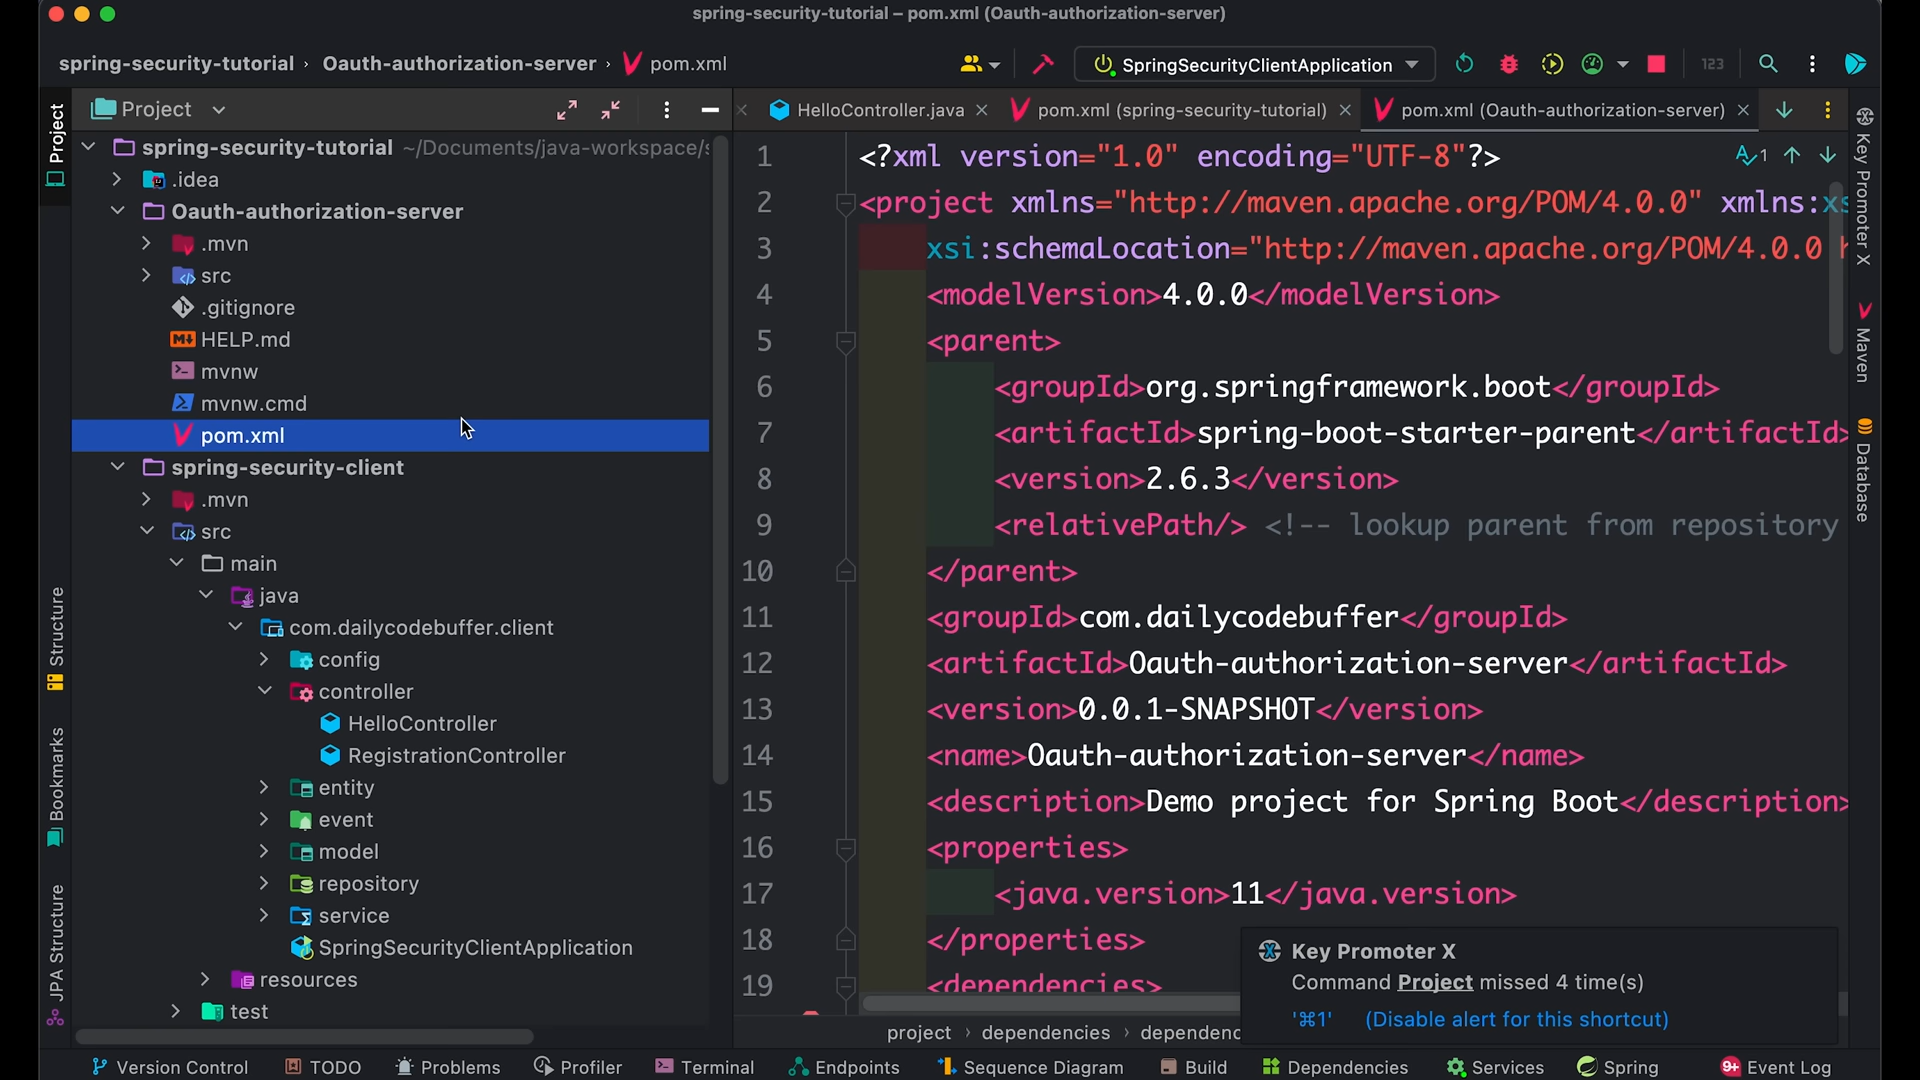 spring-security-tutorial – pom.xml (Oauth-authorization-server)
spring-security-tutorial › Oauth-authorization-server › pom.xml
SpringSecurityClientApplication
123
Project
HelloController.java
pom.xml (spring-security-tutorial)
pom.xml (Oauth-authorization-server)
Project
Structure
Bookmarks
JPA Structure
spring-security-tutorial ~/Documents/java-workspace/s
.idea
Oauth-authorization-server
.mvn
src
.gitignore
HELP.md
mvnw
mvnw.cmd
pom.xml
spring-security-client
.mvn
src
main
java
com.dailycodebuffer.client
config
controller
HelloController
RegistrationController
entity
event
model
repository
service
SpringSecurityClientApplication
resources
test
1 <?xml version="1.0" encoding="UTF-8"?>
2 <project xmlns="http://maven.apache.org/POM/4.0.0" xmlns:xs
3 xsi:schemaLocation="http://maven.apache.org/POM/4.0.0 h
4 <modelVersion>4.0.0</modelVersion>
5 <parent>
6 <groupId>org.springframework.boot</groupId>
7 <artifactId>spring-boot-starter-parent</artifactId>
8 <version>2.6.3</version>
9 <relativePath/> <!-- lookup parent from repository
10 </parent>
11 <groupId>com.dailycodebuffer</groupId>
12 <artifactId>Oauth-authorization-server</artifactId>
13 <version>0.0.1-SNAPSHOT</version>
14 <name>Oauth-authorization-server</name>
15 <description>Demo project for Spring Boot</description>
16 <properties>
17 <java.version>11</java.version>
18 </properties>
19 <dependencies>
1
Key Promoter X
Maven
Database
Key Promoter X
Command Project missed 4 time(s)
'⌘1' (Disable alert for this shortcut)
project › dependencies › dependenc
Version Control
TODO
Problems
Profiler
Terminal
Endpoints
Sequence Diagram
Build
Dependencies
Services
Spring
9+ Event Log